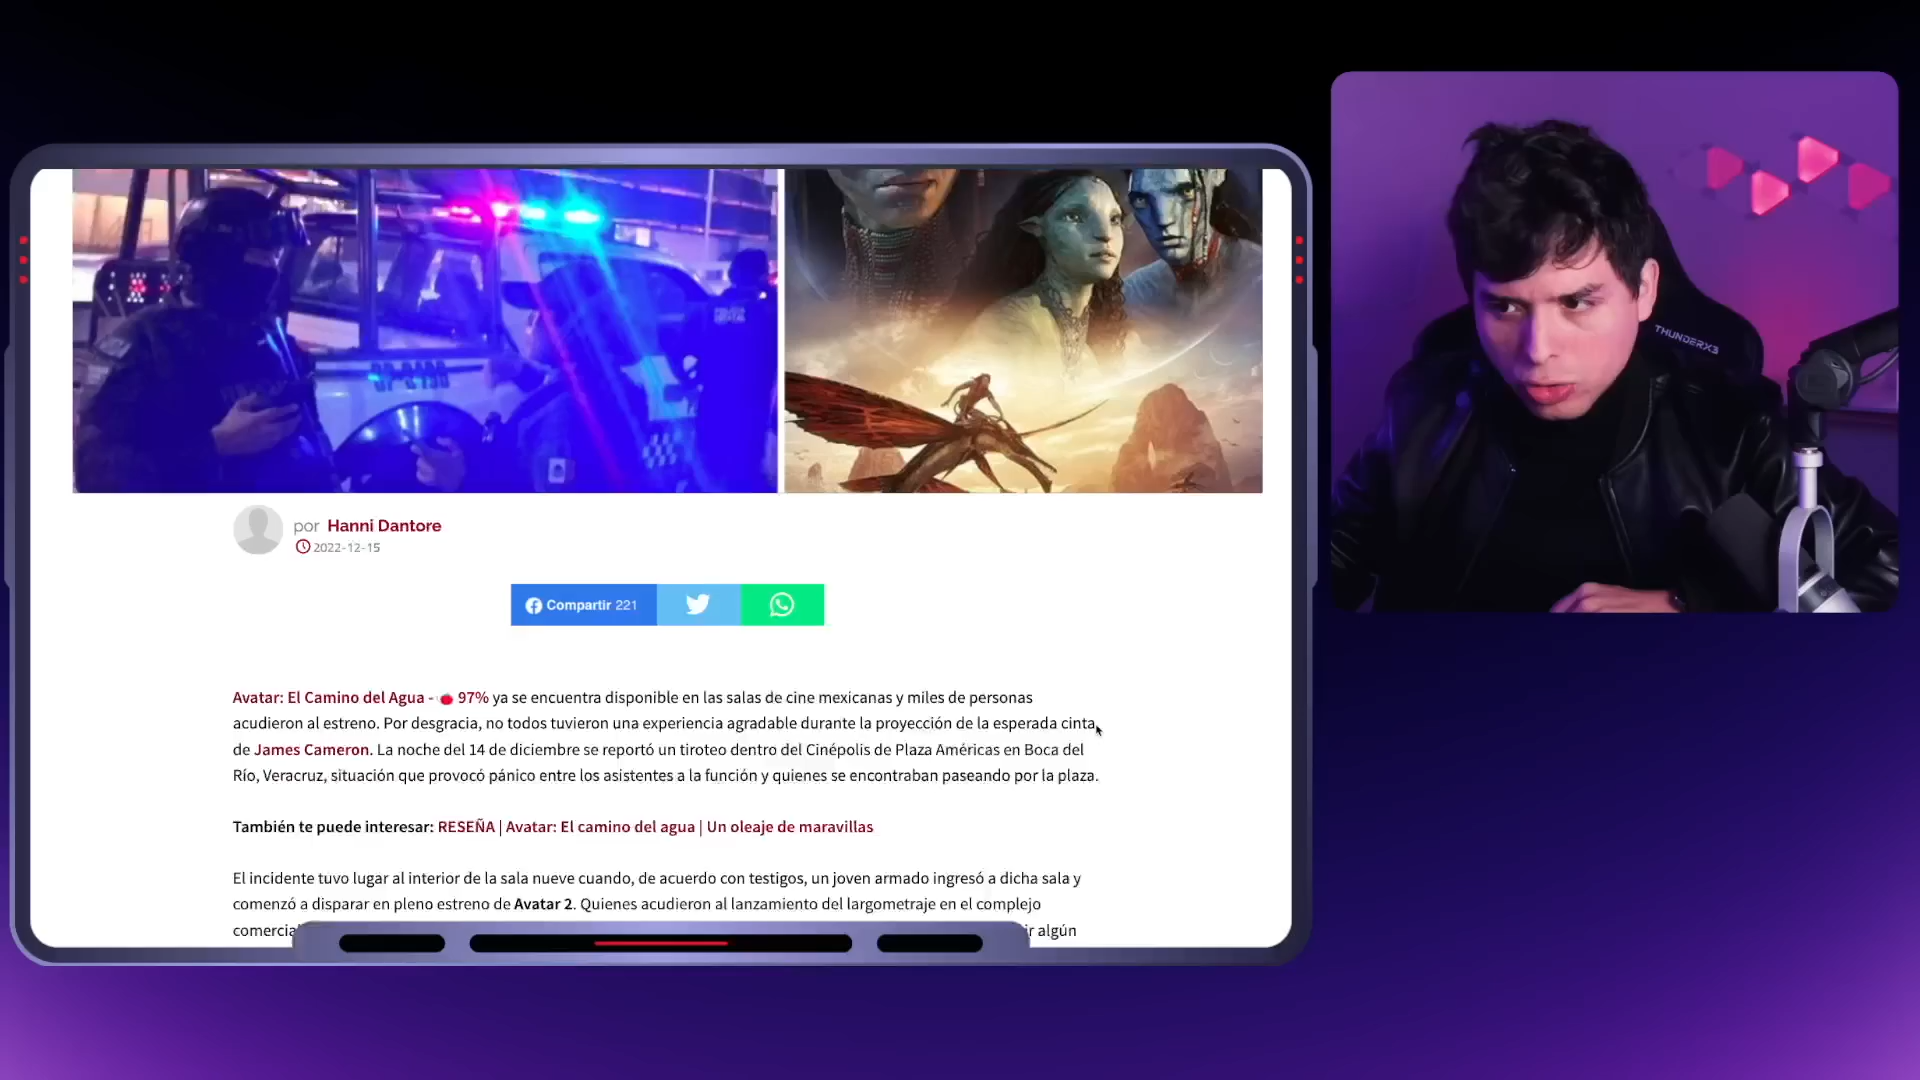 THUNDERX3
por Hanni Dantore
2022-12-15
Compartir 221
Avatar: El Camino del Agua - 97% ya se encuentra disponible en las salas de cine mexicanas y miles de personas
acudieron al estreno. Por desgracia, no todos tuvieron una experiencia agradable durante la proyección de la esperada cinta
de James Cameron. La noche del 14 de diciembre se reportó un tiroteo dentro del Cinépolis de Plaza Américas en Boca del
Río, Veracruz, situación que provocó pánico entre los asistentes a la función y quienes se encontraban paseando por la plaza.
También te puede interesar: RESEÑA | Avatar: El camino del agua | Un oleaje de maravillas
El incidente tuvo lugar al interior de la sala nueve cuando, de acuerdo con testigos, un joven armado ingresó a dicha sala y
comenzó a disparar en pleno estreno de Avatar 2. Quienes acudieron al lanzamiento del largometraje en el complejo
algún